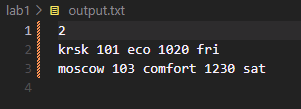 lab1 > output.txt
1 2
2 krsk 101 eco 1020 fri
3 moscow 103 comfort 1230 sat